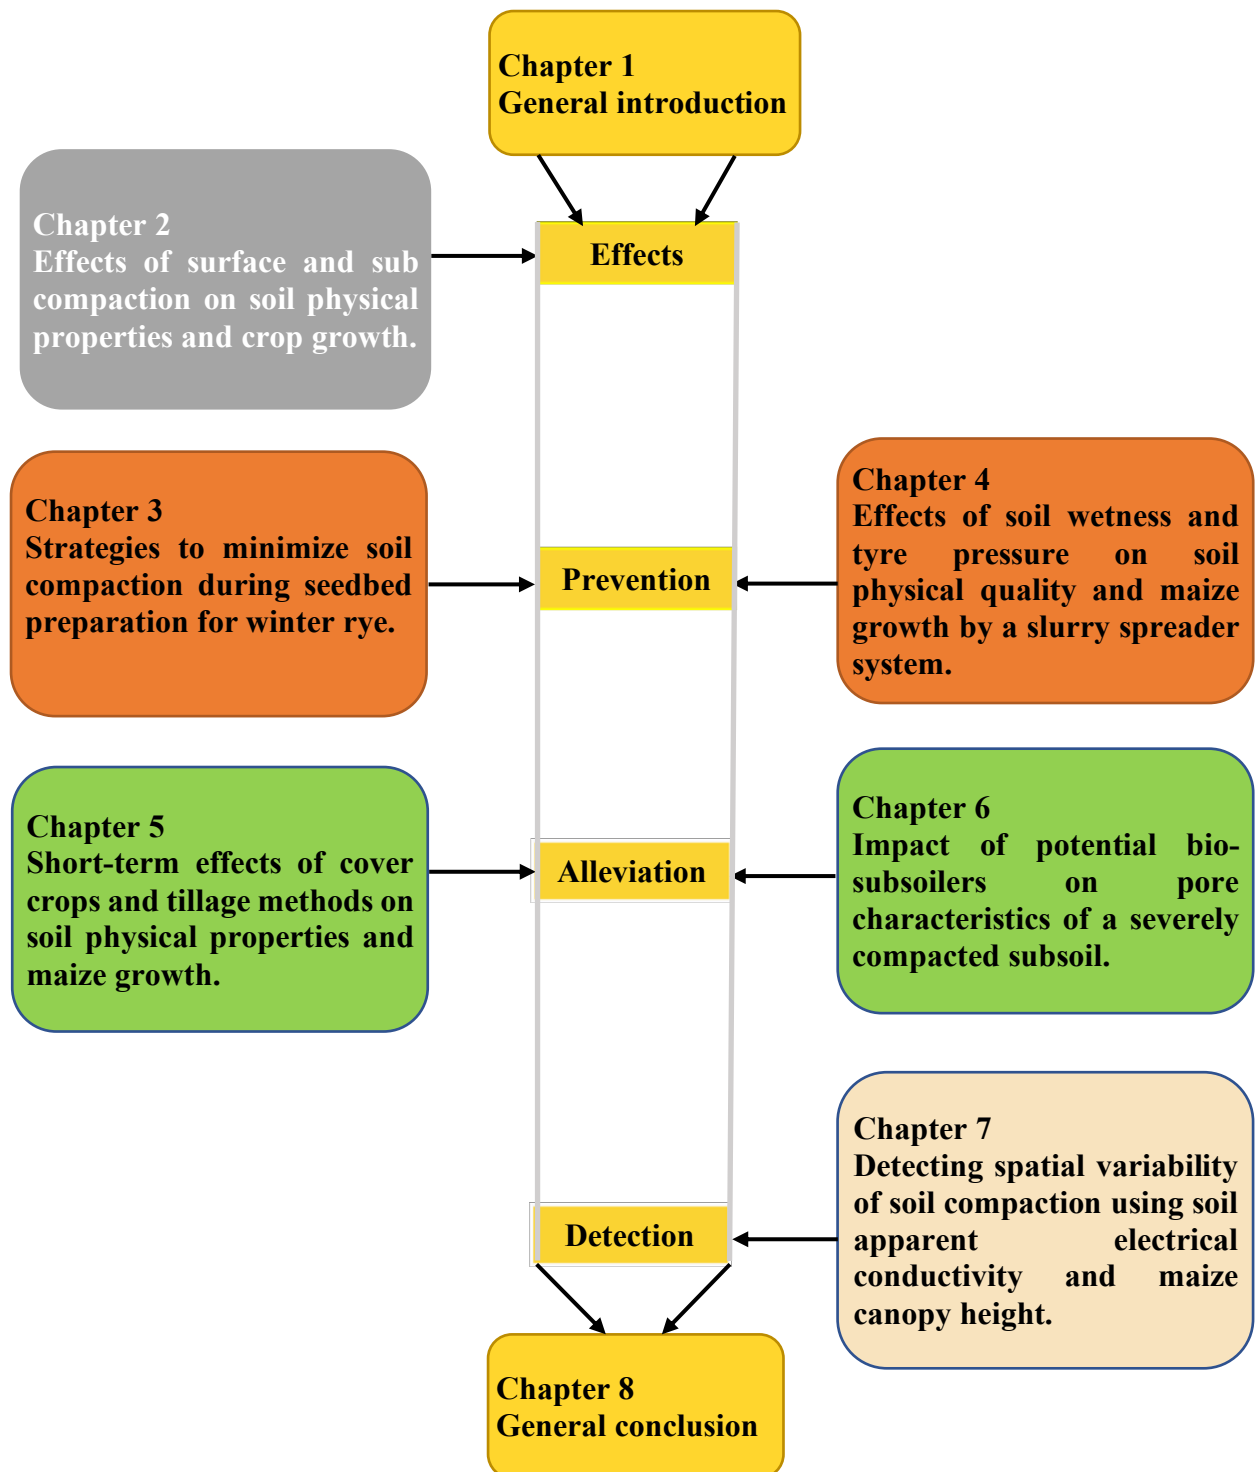 Chapter 1
General introduction
Chapter 2
Effects of surface and sub
compaction on soil physical
properties and crop growth.
Effects
Chapter 3
Strategies to minimize soil
compaction during seedbed
preparation for winter rye.
Prevention
Chapter 4
Effects of soil wetness and
tyre pressure on soil
physical quality and maize
growth by a slurry spreader
system.
Chapter 5
Short-term effects of cover
crops and tillage methods on
soil physical properties and
maize growth.
Alleviation
Chapter 6
Impact of potential bio-
subsoilers on pore
characteristics of a severely
compacted subsoil.
Detection
Chapter 7
Detecting spatial variability
of soil compaction using soil
apparent electrical
conductivity and maize
canopy height.
Chapter 8
General conclusion